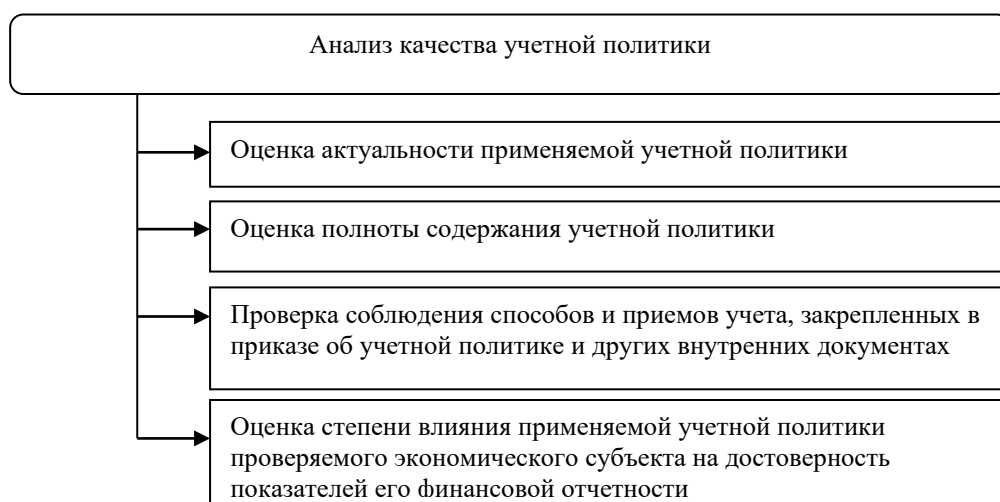 Анализ качества учетной политики
Оценка актуальности применяемой учетной политики
Оценка полноты содержания учетной политики
Проверка соблюдения способов и приемов учета, закрепленных в
приказе об учетной политике и других внутренних документах
Оценка степени влияния применяемой учетной политики
проверяемого экономического субъекта на достоверность
показателей его финансовой отчетности